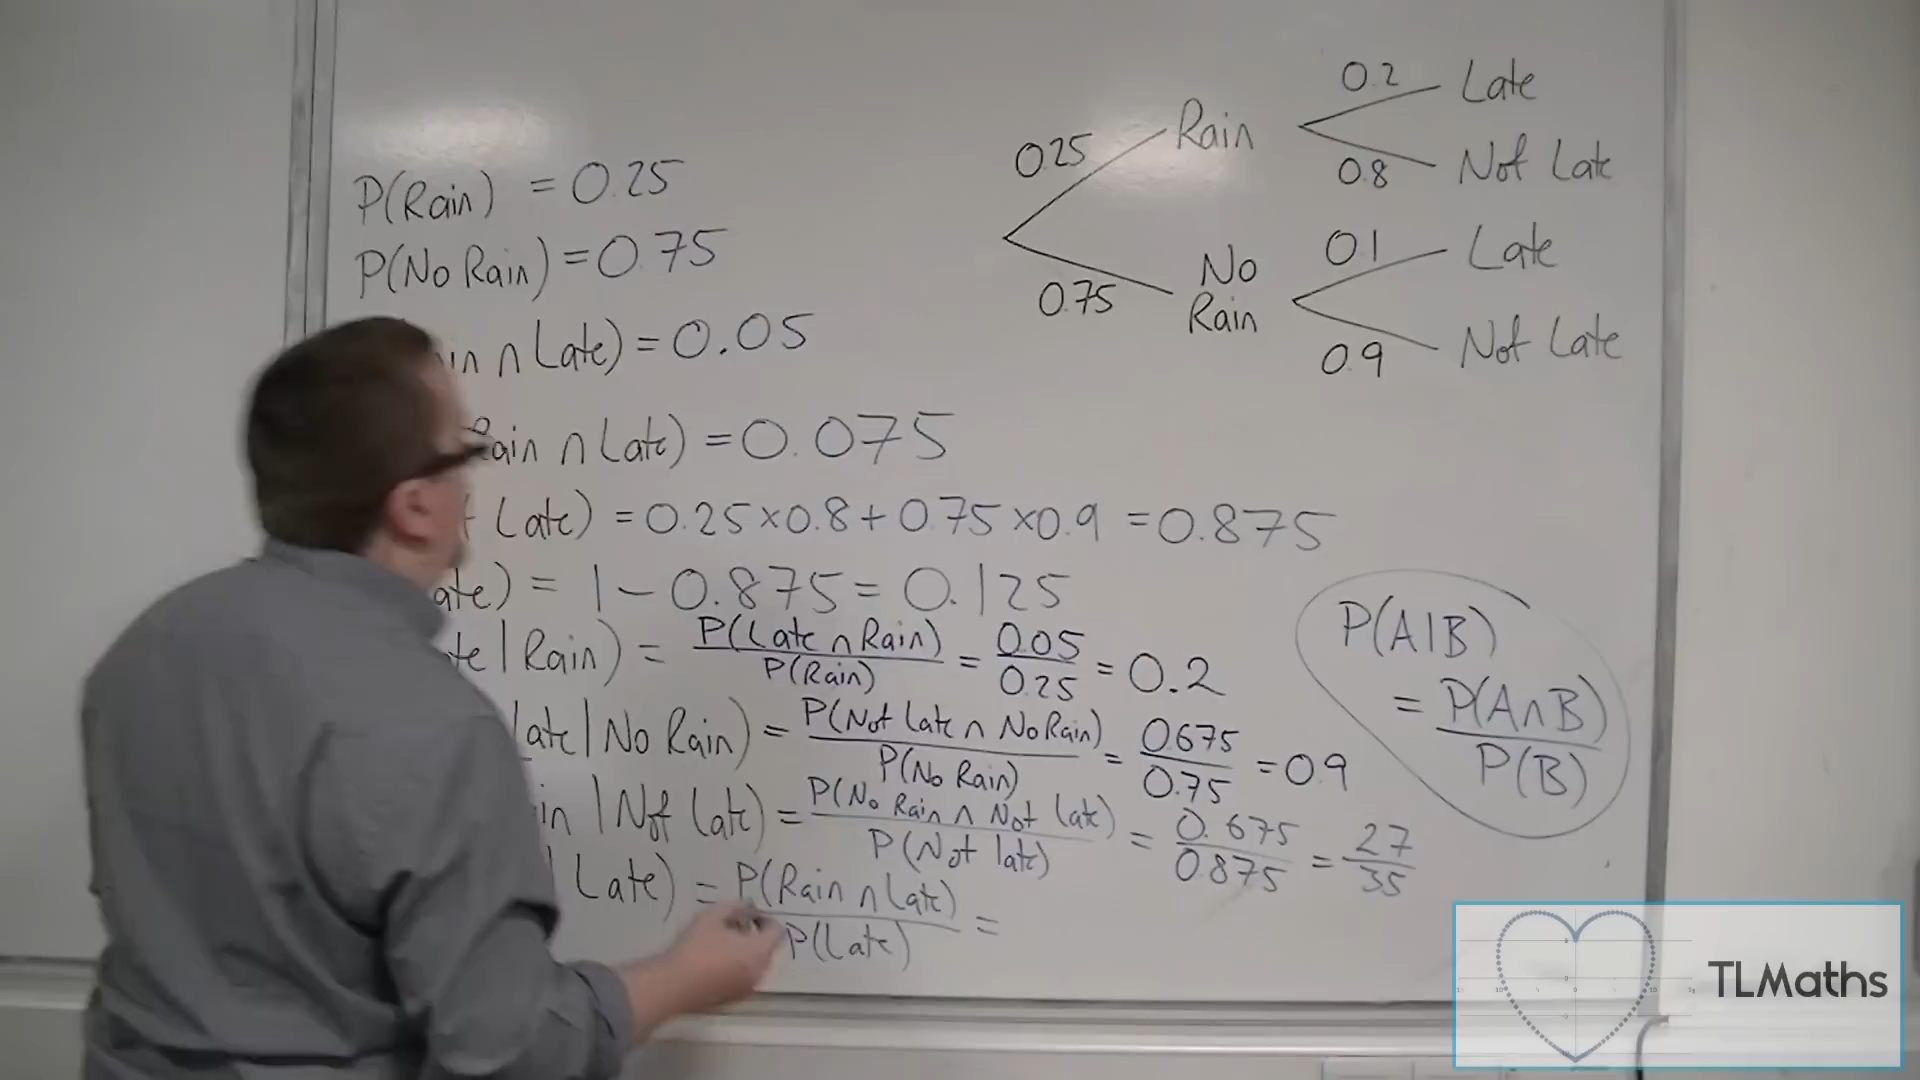 P(Rain) = 0.25
P(No Rain) = 0.75
in ∩ Late) = 0.05
Rain ∩ Late) = 0.075
Late) = 0.25×0.8 + 0.75×0.9 = 0.875
ate) = 1 − 0.875 = 0.125
te | Rain) = P(Late ∩ Rain) / P(Rain) = 0.05 / 0.25 = 0.2
Late | No Rain) = P(Not Late ∩ No Rain) / P(No Rain) = 0.675 / 0.75 = 0.9
in | Not Late) = P(No Rain ∩ Not Late) / P(Not late) = 0.675 / 0.875 = 27 / 35
| Late) = P(Rain ∩ Late) / P(Late) =
0.25 Rain
0.2 Late
0.8 Not Late
0.75 No Rain
0.1 Late
0.9 Not Late
P(A|B)
= P(A∩B) / P(B)
TLMaths